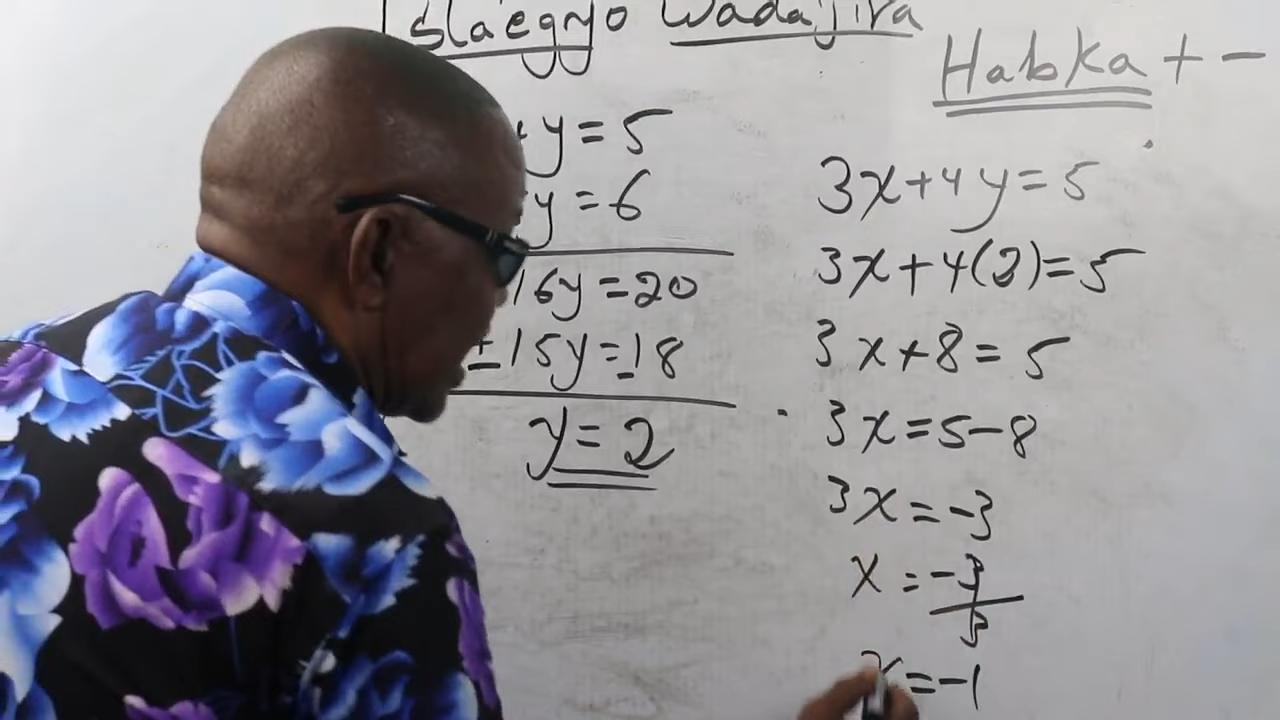 Isla'egyo Wadajira
Habka + -
y = 5
y = 6
16y = 20
± 15y = 18
y = 2
3x + 4y = 5
3x + 4(2) = 5
3x + 8 = 5
3x = 5 - 8
3x = -3
x = -3
3
x = -1